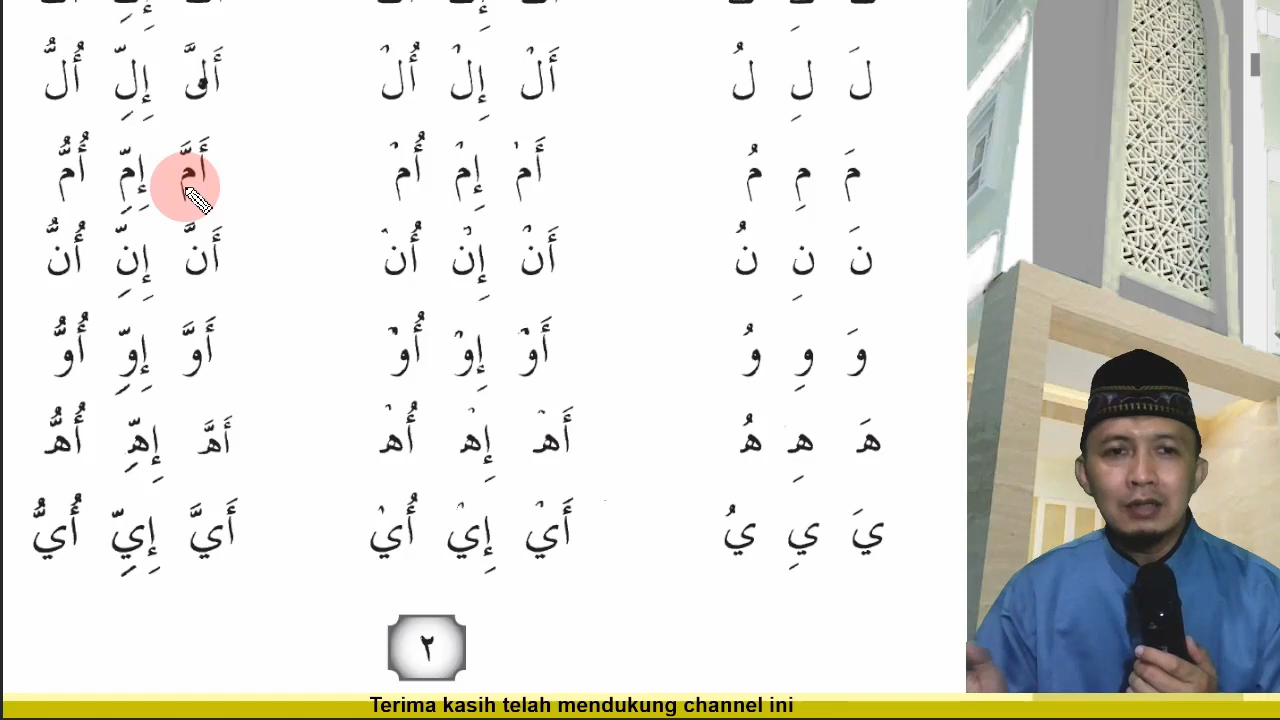 لَ لِ لُ أَلْ إِلْ أُلْ أَلَّ إِلِّ أُلُّ
مَ مِ مُ أَمْ إِمْ أُمْ أَمَّ إِمِّ أُمُّ
نَ نِ نُ أَنْ إِنْ أُنْ أَنَّ إِنِّ أُنُّ
وَ وِ وُ أَوْ إِوْ أُوْ أَوَّ إِوِّ أُوُّ
هَ هِ هُ أَهْ إِهْ أُهْ أَهَّ إِهِّ أُهُّ
يَ يِ يُ أَيْ إِيْ أُيْ أَيَّ إِيِّ أُيُّ
٢
Terima kasih telah mendukung channel ini